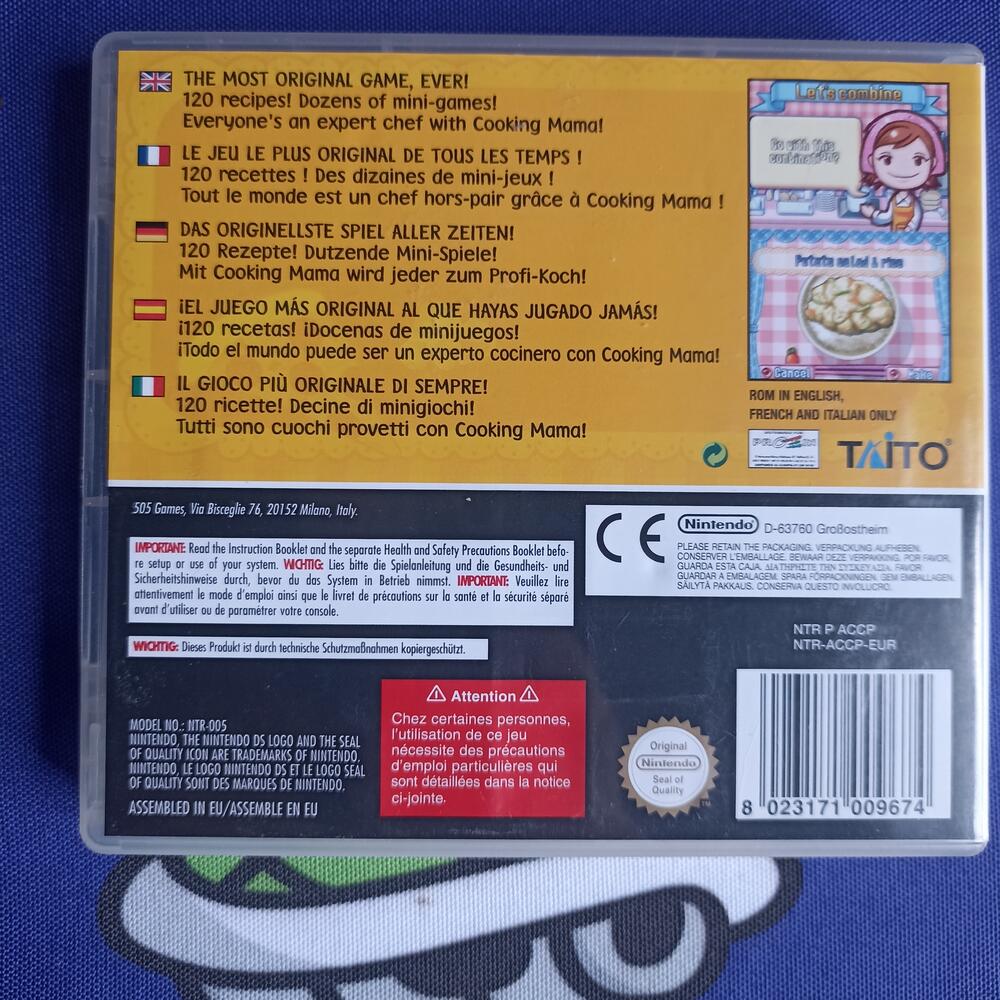 THE MOST ORIGINAL GAME, EVER!
120 recipes! Dozens of mini-games!
Everyone's an expert chef with Cooking Mama!
LE JEU LE PLUS ORIGINAL DE TOUS LES TEMPS !
120 recettes ! Des dizaines de mini-jeux !
Tout le monde est un chef hors-pair grâce à Cooking Mama !
DAS ORIGINELLSTE SPIEL ALLER ZEITEN!
120 Rezepte! Dutzende Mini-Spiele!
Mit Cooking Mama wird jeder zum Profi-Koch!
¡EL JUEGO MÁS ORIGINAL AL QUE HAYAS JUGADO JAMÁS!
¡120 recetas! ¡Docenas de minijuegos!
¡Todo el mundo puede ser un experto cocinero con Cooking Mama!
IL GIOCO PIÙ ORIGINALE DI SEMPRE!
120 ricette! Decine di minigiochi!
Tutti sono cuochi provetti con Cooking Mama!
Let's combine
Go with this
combination?
Potato salad & rice
Cancel
Make
ROM IN ENGLISH,
FRENCH AND ITALIAN ONLY
TAITO®
505 Games, Via Bisceglie 76, 20152 Milano, Italy.
IMPORTANT: Read the Instruction Booklet and the separate Health and Safety Precautions Booklet befo-
re setup or use of your system. WICHTIG: Lies bitte die Spielanleitung und die Gesundheits- und
Sicherheitshinweise durch, bevor du das System in Betrieb nimmst. IMPORTANT: Veuillez lire
attentivement le mode d'emploi ainsi que le livret de précautions sur la santé et la sécurité séparé
avant d'utiliser ou de paramétrer votre console.
WICHTIG: Dieses Produkt ist durch technische Schutzmaßnahmen kopiergeschützt.
CE Nintendo® D-63760 Großostheim
PLEASE RETAIN THE PACKAGING. VERPACKUNG AUFHEBEN.
CONSERVER L'EMBALLAGE. BEWAAR DEZE VERPAKKING. POR FAVOR,
GUARDA ESTA CAJA. ΔΙΑΤΗΡΗΣΤΕ ΤΗΝ ΣΥΣΚΕΥΑΣΙΑ. FAVOR
GUARDAR A EMBALAGEM. SPARA FÖRPACKNINGEN. GEM EMBALLAGEN.
SÄILYTÄ PAKKAUS. CONSERVA QUESTO INVOLUCRO.
NTR P ACCP
NTR-ACCP-EUR
MODEL NO.: NTR-005
NINTENDO, THE NINTENDO DS LOGO AND THE SEAL
OF QUALITY ICON ARE TRADEMARKS OF NINTENDO.
NINTENDO, LE LOGO NINTENDO DS ET LE LOGO SEAL
OF QUALITY SONT DES MARQUES DE NINTENDO.
ASSEMBLED IN EU/ASSEMBLE EN EU
Attention
Chez certaines personnes,
l'utilisation de ce jeu
nécessite des précautions
d'emploi particulières qui
sont détaillées dans la notice
ci-jointe.
Original
Nintendo
Seal of
Quality
TM
8 023171 009674